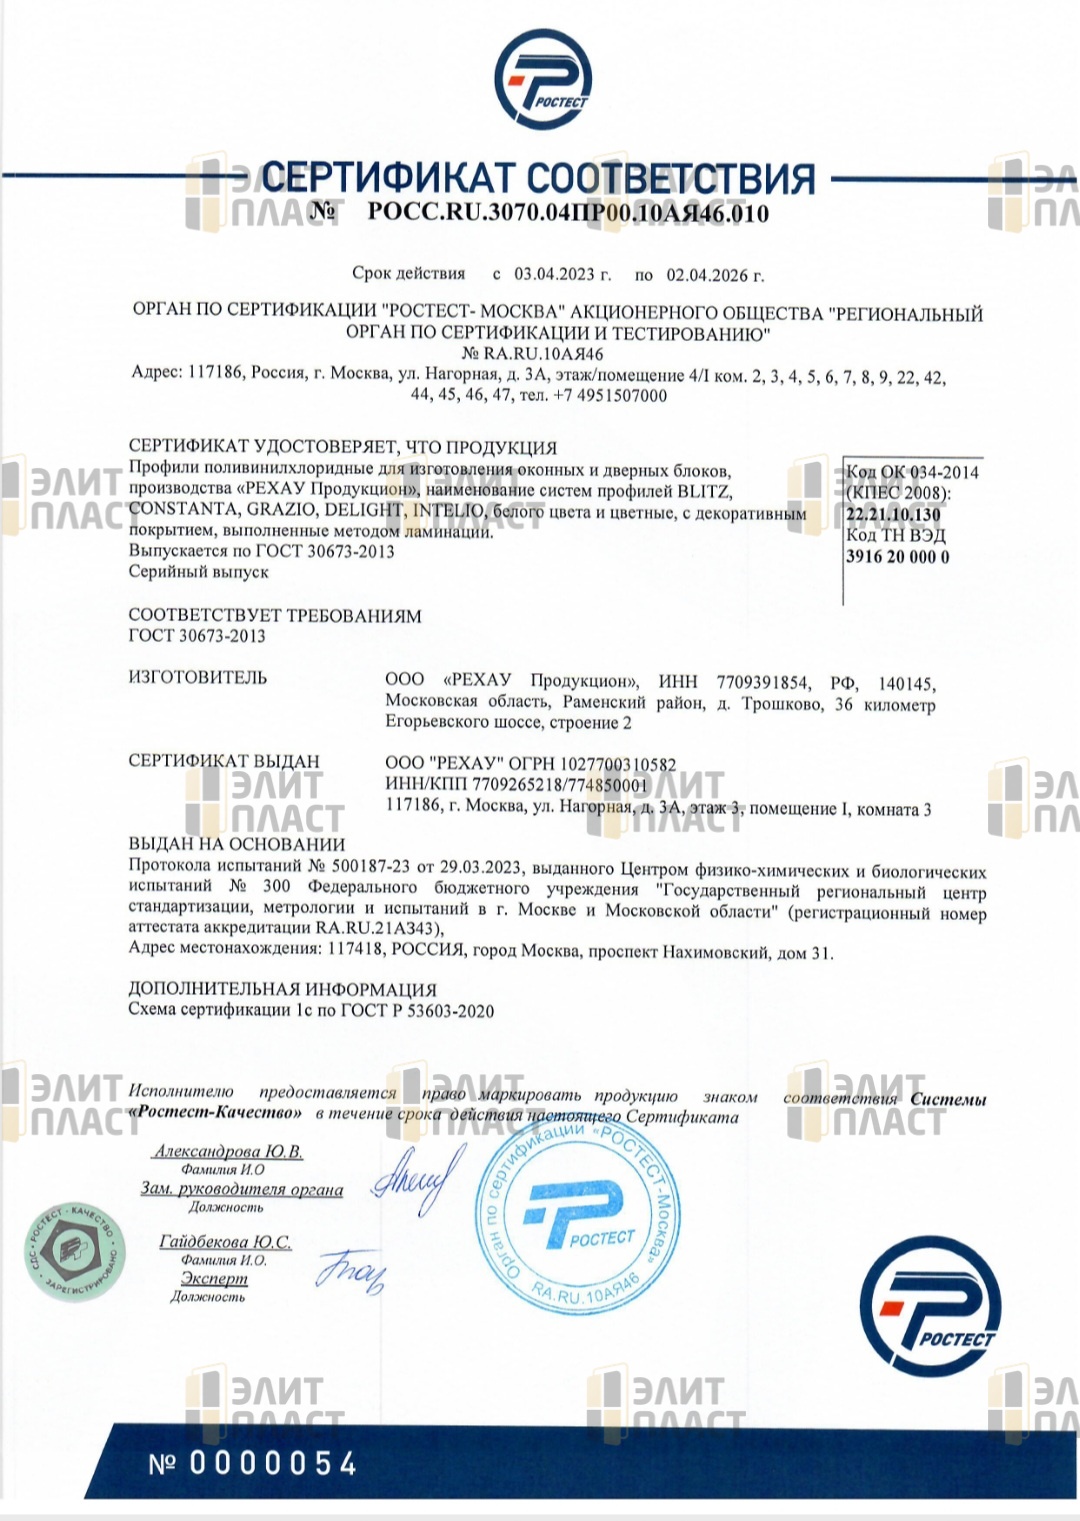 РОСТЕСТ
СЕРТИФИКАТ СООТВЕТСТВИЯ
№ РОСС.RU.3070.04ПР00.10АЯ46.010
Срок действия с 03.04.2023 г. по 02.04.2026 г.
ОРГАН ПО СЕРТИФИКАЦИИ "РОСТЕСТ- МОСКВА" АКЦИОНЕРНОГО ОБЩЕСТВА "РЕГИОНАЛЬНЫЙ
ОРГАН ПО СЕРТИФИКАЦИИ И ТЕСТИРОВАНИЮ"
№ RA.RU.10АЯ46
Адрес: 117186, Россия, г. Москва, ул. Нагорная, д. 3А, этаж/помещение 4/I ком. 2, 3, 4, 5, 6, 7, 8, 9, 22, 42,
44, 45, 46, 47, тел. +7 4951507000
СЕРТИФИКАТ УДОСТОВЕРЯЕТ, ЧТО ПРОДУКЦИЯ
Профили поливинилхлоридные для изготовления оконных и дверных блоков,
производства «РЕХАУ Продукцион», наименование систем профилей BLITZ,
CONSTANTA, GRAZIO, DELIGHT, INTELIO, белого цвета и цветные, с декоративным
покрытием, выполненные методом ламинации.
Выпускается по ГОСТ 30673-2013
Серийный выпуск
Код ОК 034-2014
(КПЕС 2008):
22.21.10.130
Код ТН ВЭД
3916 20 000 0
СООТВЕТСТВУЕТ ТРЕБОВАНИЯМ
ГОСТ 30673-2013
ИЗГОТОВИТЕЛЬ
ООО «РЕХАУ Продукцион», ИНН 7709391854, РФ, 140145,
Московская область, Раменский район, д. Трошково, 36 километр
Егорьевского шоссе, строение 2
СЕРТИФИКАТ ВЫДАН
ООО "РЕХАУ" ОГРН 1027700310582
ИНН/КПП 7709265218/774850001
117186, г. Москва, ул. Нагорная, д. 3А, этаж 3, помещение I, комната 3
ВЫДАН НА ОСНОВАНИИ
Протокола испытаний № 500187-23 от 29.03.2023, выданного Центром физико-химических и биологических
испытаний № 300 Федерального бюджетного учреждения "Государственный региональный центр
стандартизации, метрологии и испытаний в г. Москве и Московской области" (регистрационный номер
аттестата аккредитации RA.RU.21АЗ43),
Адрес местонахождения: 117418, РОССИЯ, город Москва, проспект Нахимовский, дом 31.
ДОПОЛНИТЕЛЬНАЯ ИНФОРМАЦИЯ
Схема сертификации 1с по ГОСТ Р 53603-2020
Исполнителю предоставляется право маркировать продукцию знаком соответствия Системы
«Ростест-Качество» в течение срока действия настоящего Сертификата
Александрова Ю.В.
Фамилия И.О
Зам. руководителя органа
Должность
Гайдбекова Ю.С.
Фамилия И.О.
Эксперт
Должность
СДС · РОСТЕСТ - КАЧЕСТВО · ЗАРЕГИСТРИРОВАНО
Орган по сертификации «РОСТЕСТ-Москва»
РОСТЕСТ
RA.RU.10АЯ46
РОСТЕСТ
№ 0000054
ЭЛИТ
ПЛАСТ